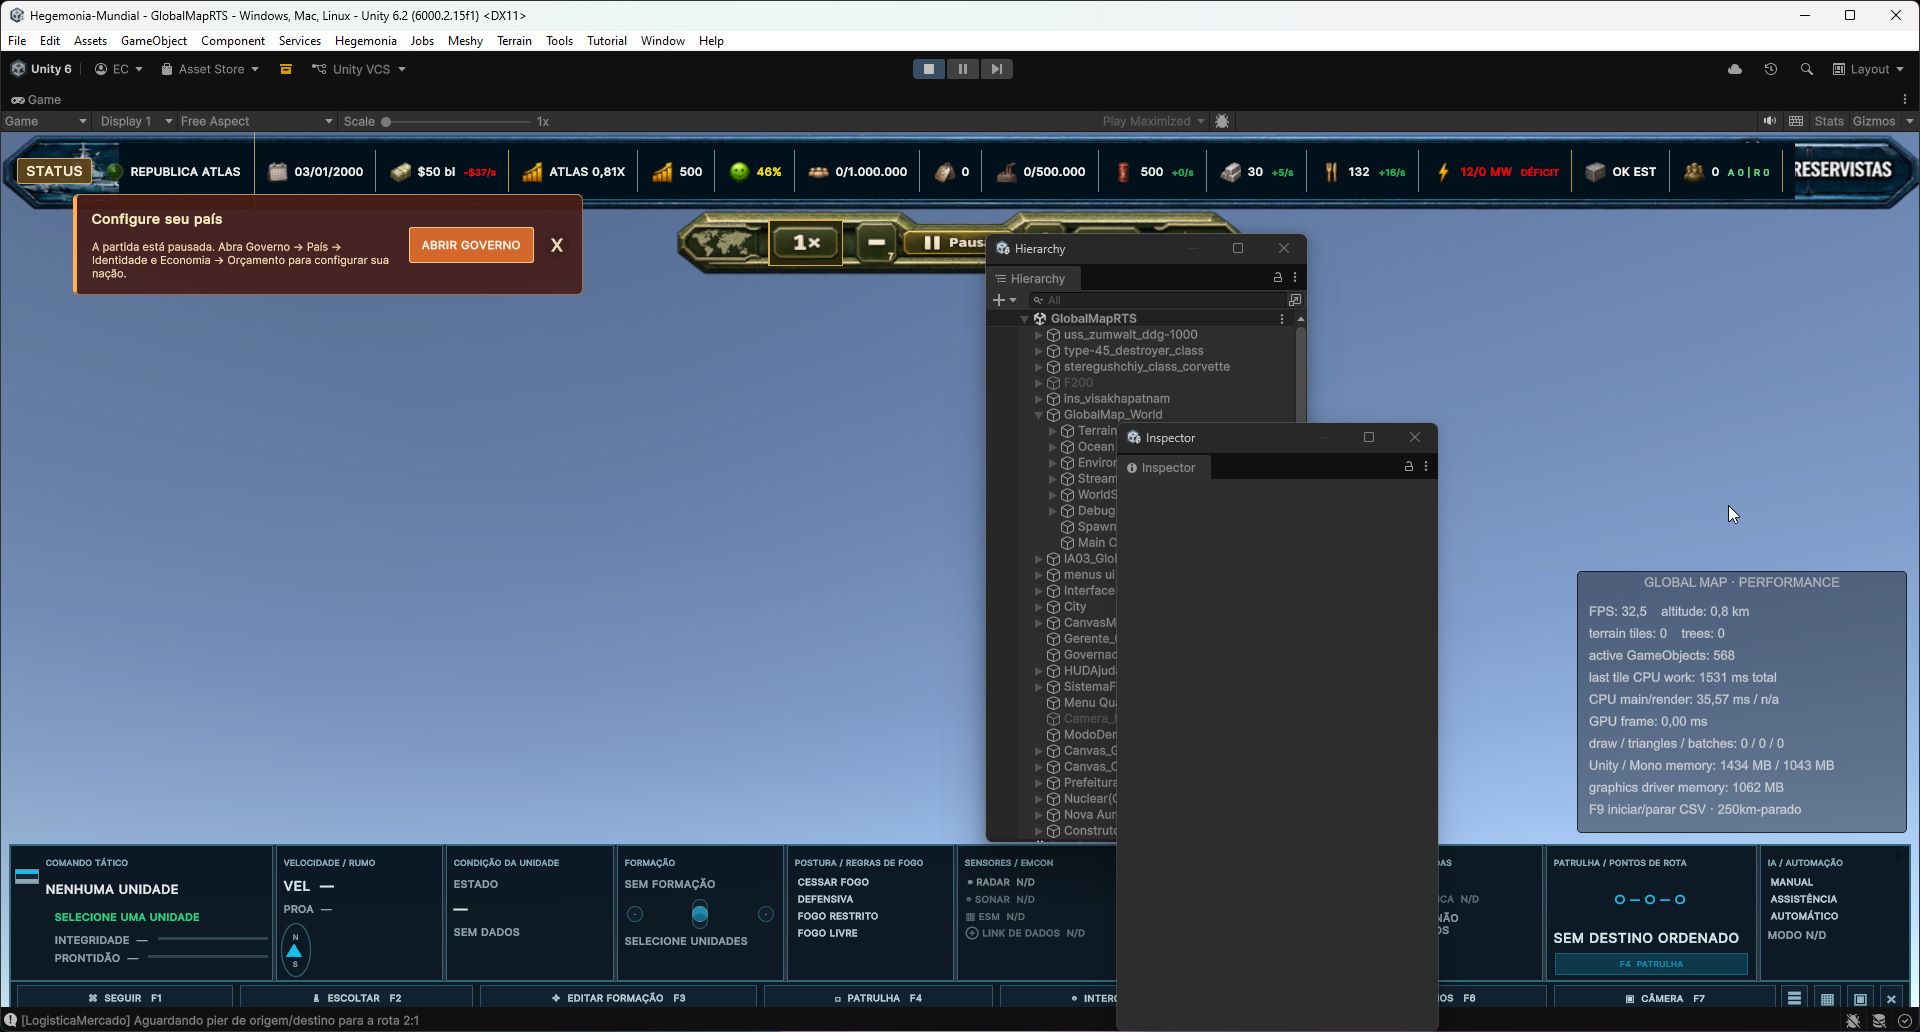 Hegemonia-Mundial - GlobalMapRTS - Windows, Mac, Linux - Unity 6.2 (6000.2.15f1) <DX11>
File Edit Assets GameObject Component Services Hegemonia Jobs Meshy Terrain Tools Tutorial Window Help
Unity 6 EC Asset Store Unity VCS Layout
Game
Game Display 1 Free Aspect Scale 1x Play Maximized Stats Gizmos
STATUS REPUBLICA ATLAS 03/01/2000 $50 bi -$37/s ATLAS 0,81X 500 46% 0/1.000.000 0 0/500.000 500 +0/s 30 +5/s 132 +16/s 12/0 MW DÉFICIT OK EST 0 A 0 | R 0 RESERVISTAS
Configure seu país
A partida está pausada. Abra Governo → País →
Identidade e Economia → Orçamento para configurar sua
nação.
ABRIR GOVERNO X
1x — 7 Paus
Hierarchy
Hierarchy
All
GlobalMapRTS
uss_zumwalt_ddg-1000
type-45_destroyer_class
steregushchiy_class_corvette
F200
ins_visakhapatnam
GlobalMap_World
Terrain
Ocean
Enviro
Stream
WorldS
Debug
Spawn
Main C
IA03_Glo
menus ui
Interface
City
CanvasM
Gerente_
Governad
HUDAjud
SistemaF
Menu Qu
Camera_
ModoDe
Canvas_G
Canvas_C
Prefeitura
Nuclear(
Nova Aur
Construt
Inspector
Inspector
GLOBAL MAP · PERFORMANCE
FPS: 32,5 altitude: 0,8 km
terrain tiles: 0 trees: 0
active GameObjects: 568
last tile CPU work: 1531 ms total
CPU main/render: 35,57 ms / n/a
GPU frame: 0,00 ms
draw / triangles / batches: 0 / 0 / 0
Unity / Mono memory: 1434 MB / 1043 MB
graphics driver memory: 1062 MB
F9 iniciar/parar CSV · 250km-parado
COMANDO TÁTICO
NENHUMA UNIDADE
SELECIONE UMA UNIDADE
INTEGRIDADE —
PRONTIDÃO —
VELOCIDADE / RUMO
VEL —
PROA —
N
S
CONDIÇÃO DA UNIDADE
ESTADO
—
SEM DADOS
FORMAÇÃO
SEM FORMAÇÃO
SELECIONE UNIDADES
POSTURA / REGRAS DE FOGO
CESSAR FOGO
DEFENSIVA
FOGO RESTRITO
FOGO LIVRE
SENSORES / EMCON
RADAR N/D
SONAR N/D
ESM N/D
LINK DE DADOS N/D
AS
CA N/D
ÃO
OS
PATRULHA / PONTOS DE ROTA
SEM DESTINO ORDENADO
F4 PATRULHA
IA / AUTOMAÇÃO
MANUAL
ASSISTÊNCIA
AUTOMÁTICO
MODO N/D
SEGUIR F1 ESCOLTAR F2 EDITAR FORMAÇÃO F3 PATRULHA F4 INTERC OS F6 CÂMERA F7
[LogisticaMercado] Aguardando pier de origem/destino para a rota 2:1